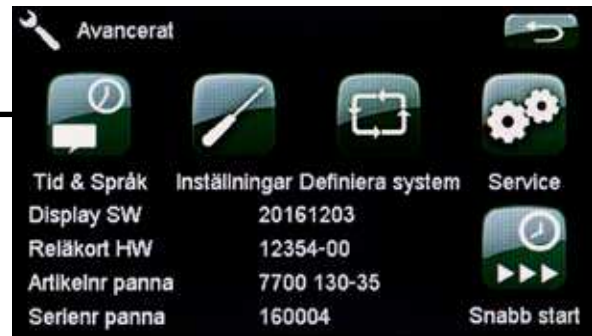 Avancerat
Tid & Språk Inställningar Definiera system Service
Display SW 20161203
Reläkort HW 12354-00
Artikelnr panna 7700 130-35
Serienr panna 160004
Snabb start